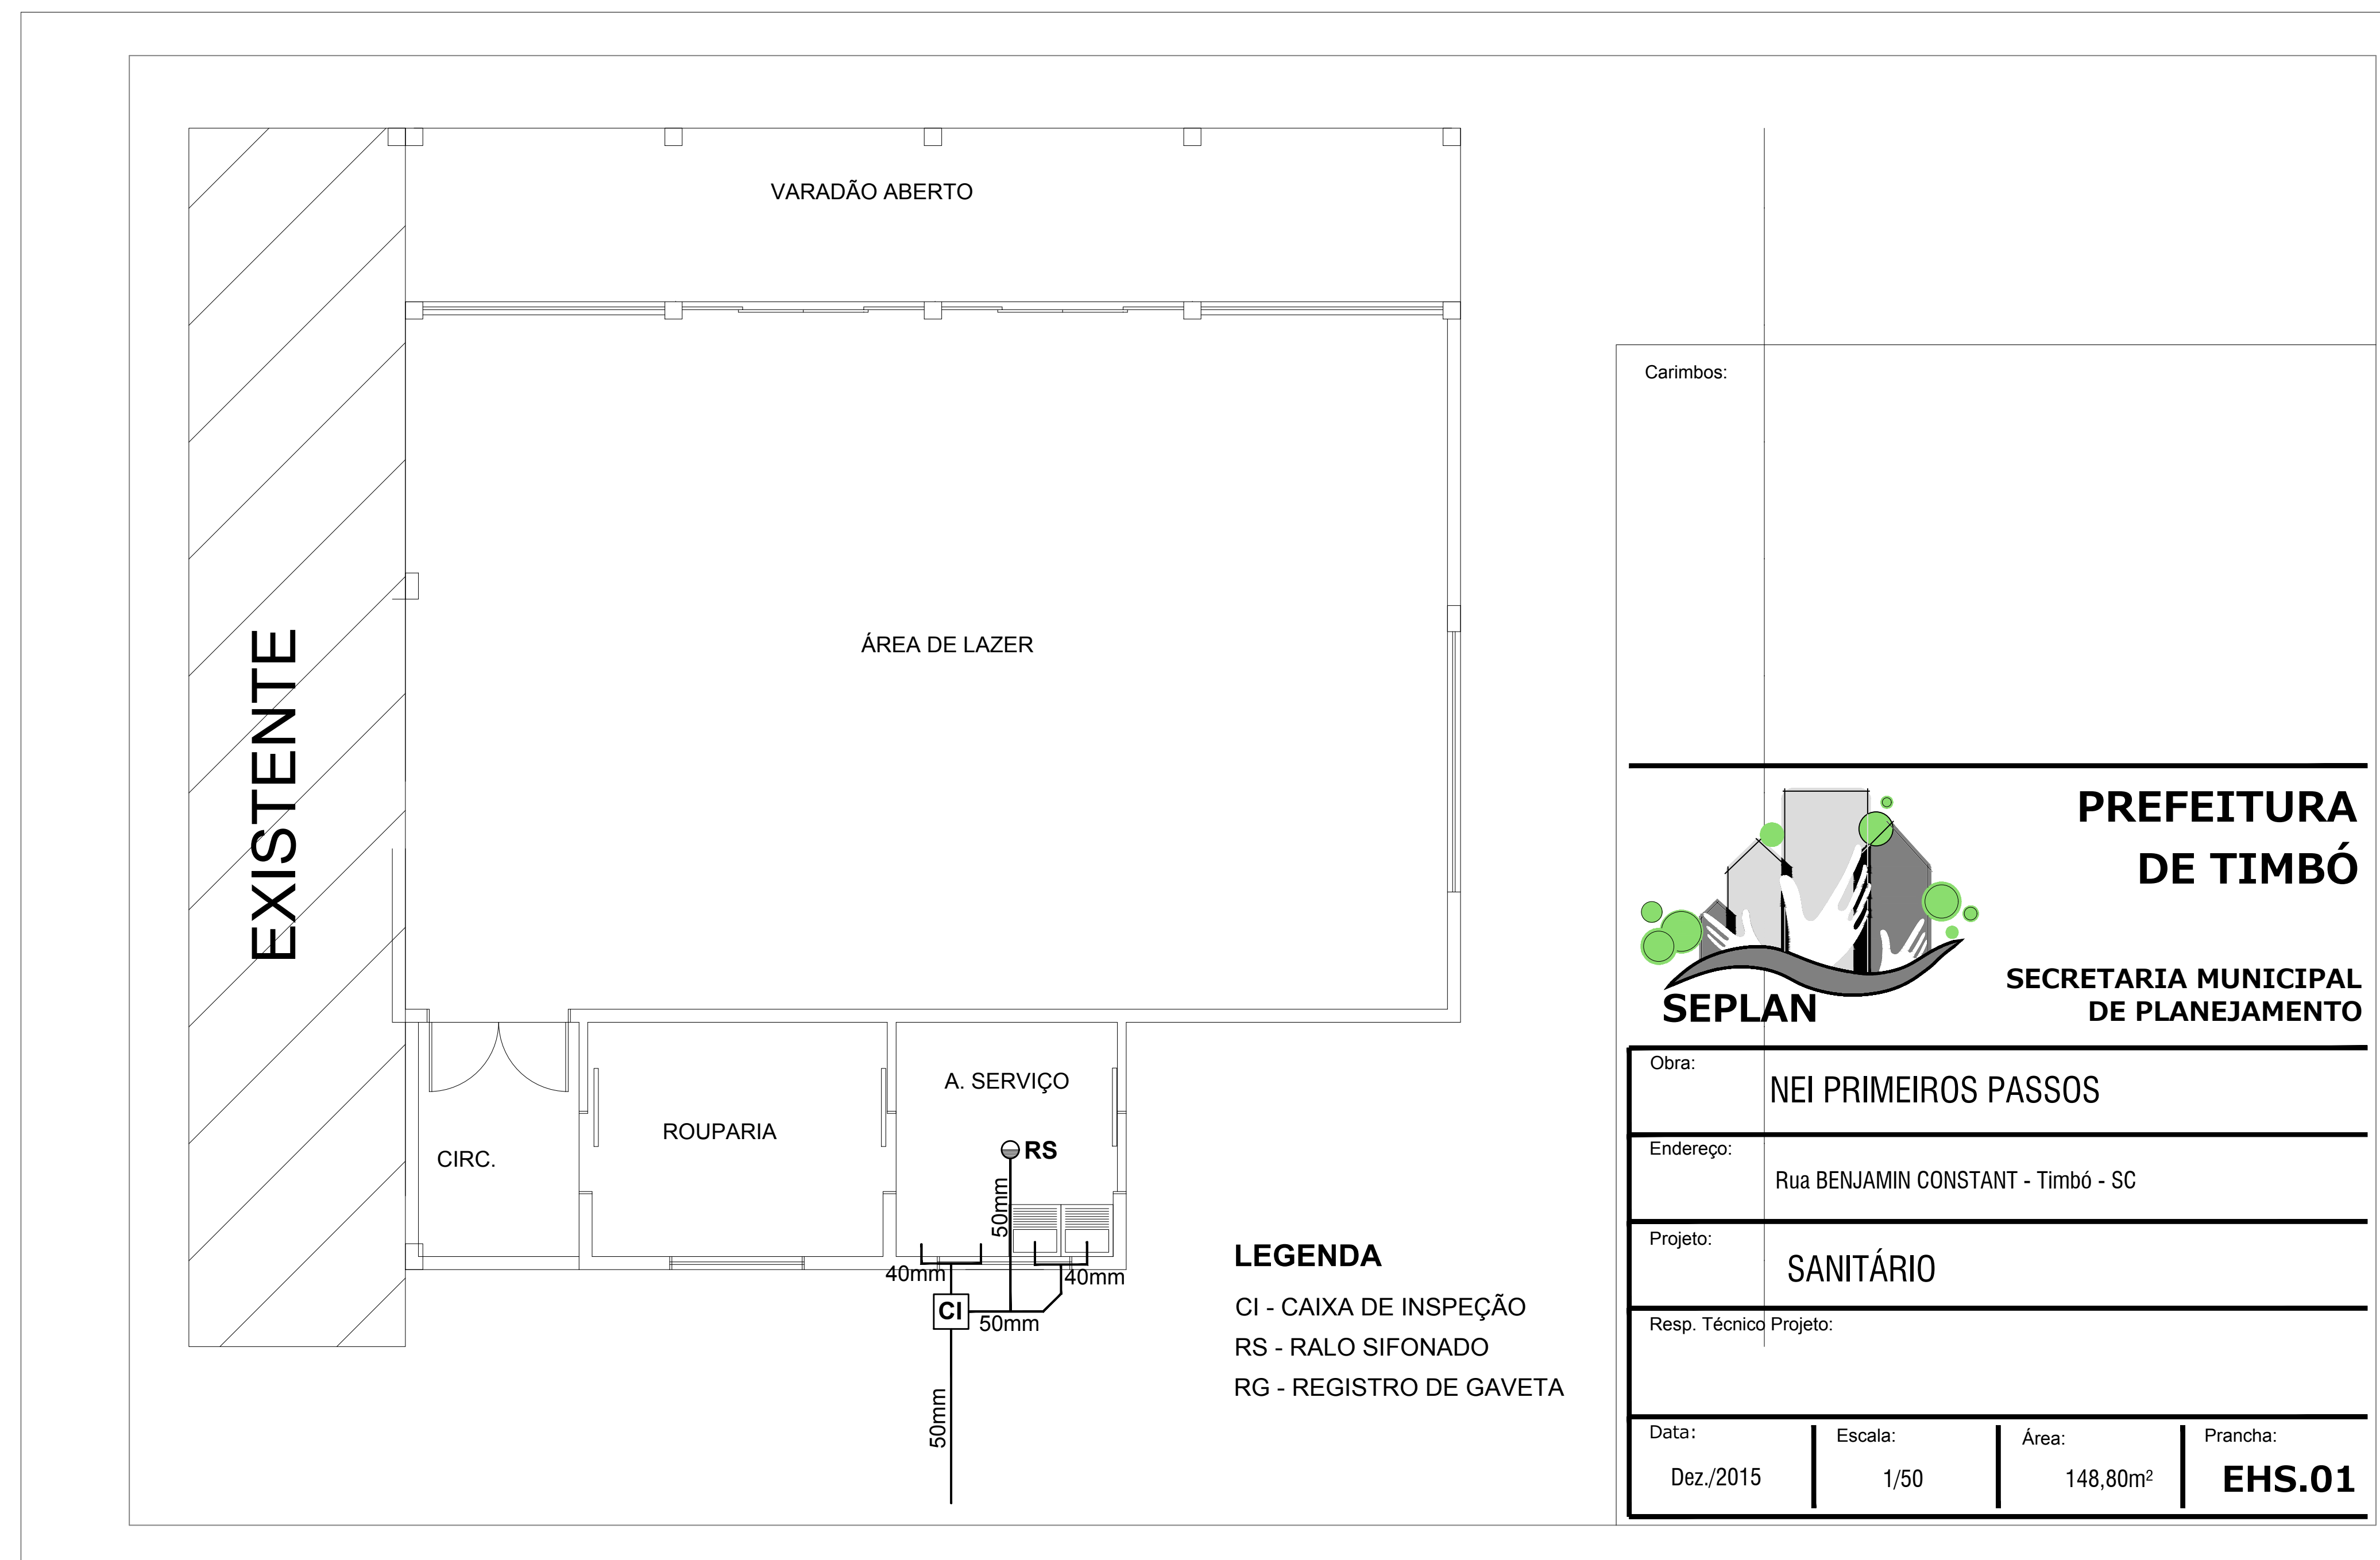 VARADÃO ABERTO
EXISTENTE
ÁREA DE LAZER
CIRC.
ROUPARIA
A. SERVIÇO
RS
50mm
40mm
40mm
CI
50mm
50mm
LEGENDA
CI - CAIXA DE INSPEÇÃO
RS - RALO SIFONADO
RG - REGISTRO DE GAVETA
Carimbos:
PREFEITURA
DE TIMBÓ
SEPLAN
SECRETARIA MUNICIPAL
DE PLANEJAMENTO
Obra:
NEI PRIMEIROS PASSOS
Endereço:
Rua BENJAMIN CONSTANT - Timbó - SC
Projeto:
SANITÁRIO
Resp. Técnico Projeto:
Data:
Dez./2015
Escala:
1/50
Área:
148,80m²
Prancha:
EHS.01